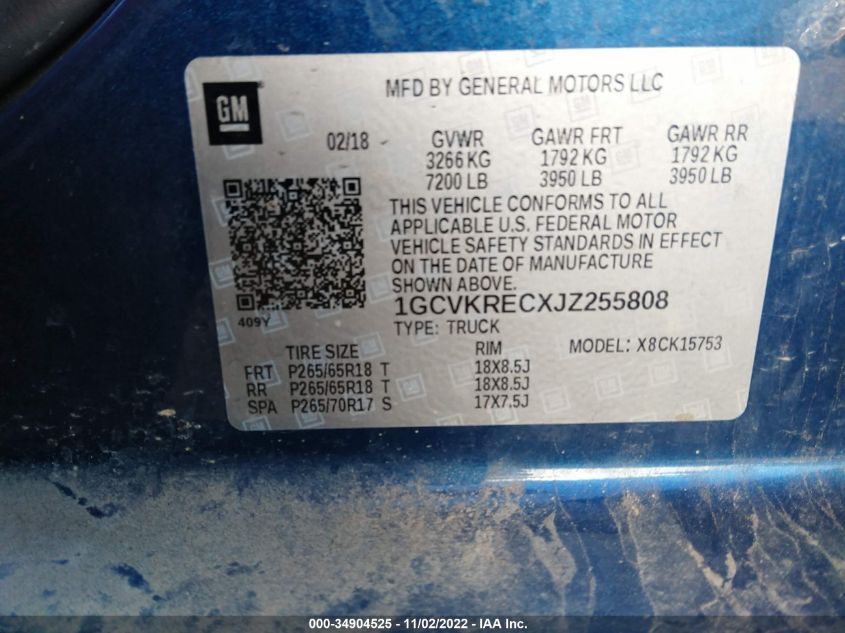 GM
MFD BY GENERAL MOTORS LLC
02/18
GVWR GAWR FRT GAWR RR
3266 KG 1792 KG 1792 KG
7200 LB 3950 LB 3950 LB
THIS VEHICLE CONFORMS TO ALL
APPLICABLE U.S. FEDERAL MOTOR
VEHICLE SAFETY STANDARDS IN EFFECT
ON THE DATE OF MANUFACTURE
SHOWN ABOVE.
409Y
1GCVKRECXJZ255808
TYPE: TRUCK
MODEL: X8CK15753
TIRE SIZE RIM
FRT P265/65R18 T 18X8.5J
RR P265/65R18 T 18X8.5J
SPA P265/70R17 S 17X7.5J
000-34904525 - 11/02/2022 - IAA Inc.